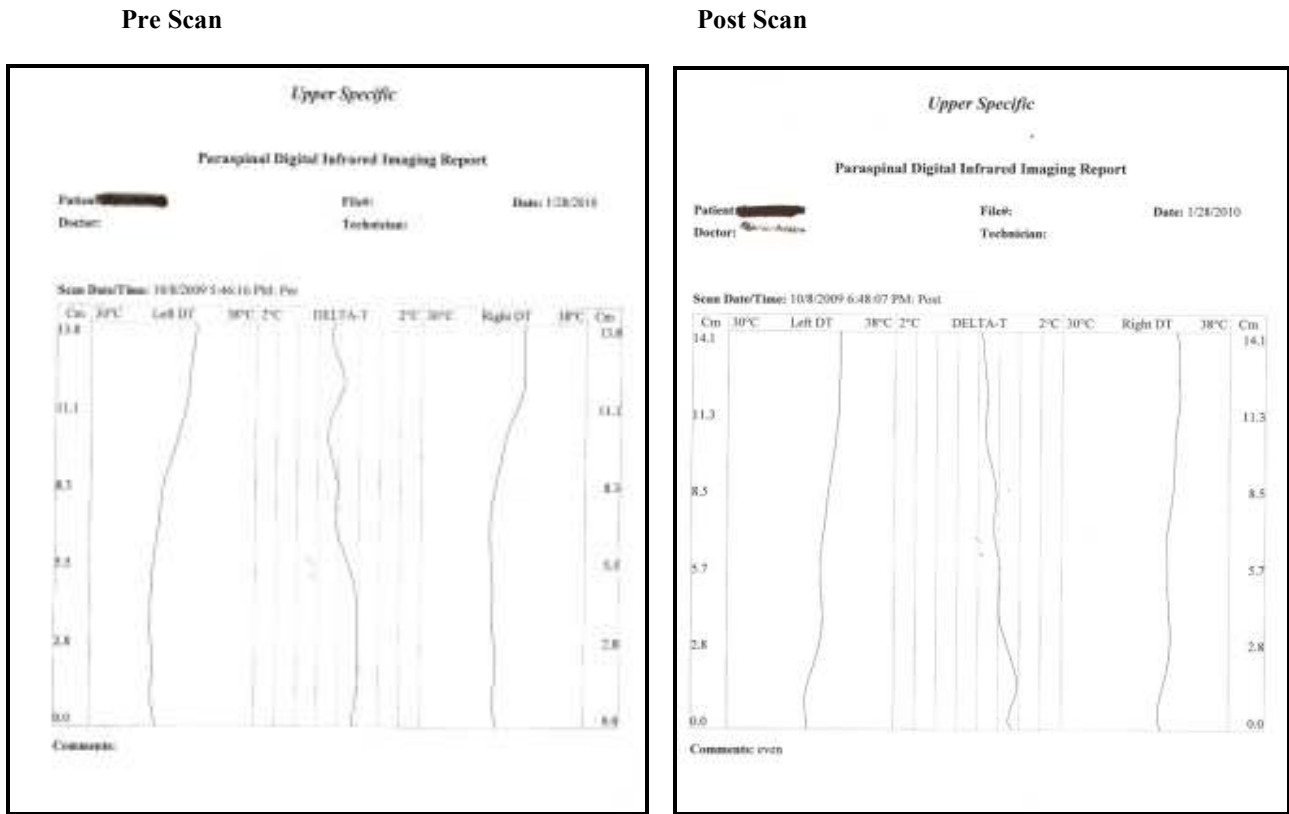 Pre Scan
Upper Specific
Paraspinal Digital Infrared Imaging Report
Patient
File#:
Date: 1/28/2010
Doctor:
Technician:
Scan Date/Time: 10/8/2009 5:46:16 PM: Pre
Cm 30°C Left DT 38°C 2°C DELTA-T 2°C 30°C Right DT 38°C Cm
13.8 13.8
11.1 11.1
8.3 8.3
5.5 5.5
2.8 2.8
0.0 0.0
Comments:
Post Scan
Upper Specific
Paraspinal Digital Infrared Imaging Report
Patient
File#:
Date: 1/28/2010
Doctor:
Technician:
Scan Date/Time: 10/8/2009 6:48:07 PM: Post
Cm 30°C Left DT 38°C 2°C DELTA-T 2°C 30°C Right DT 38°C Cm
14.1 14.1
11.3 11.3
8.5 8.5
5.7 5.7
2.8 2.8
0.0 0.0
Comments: even